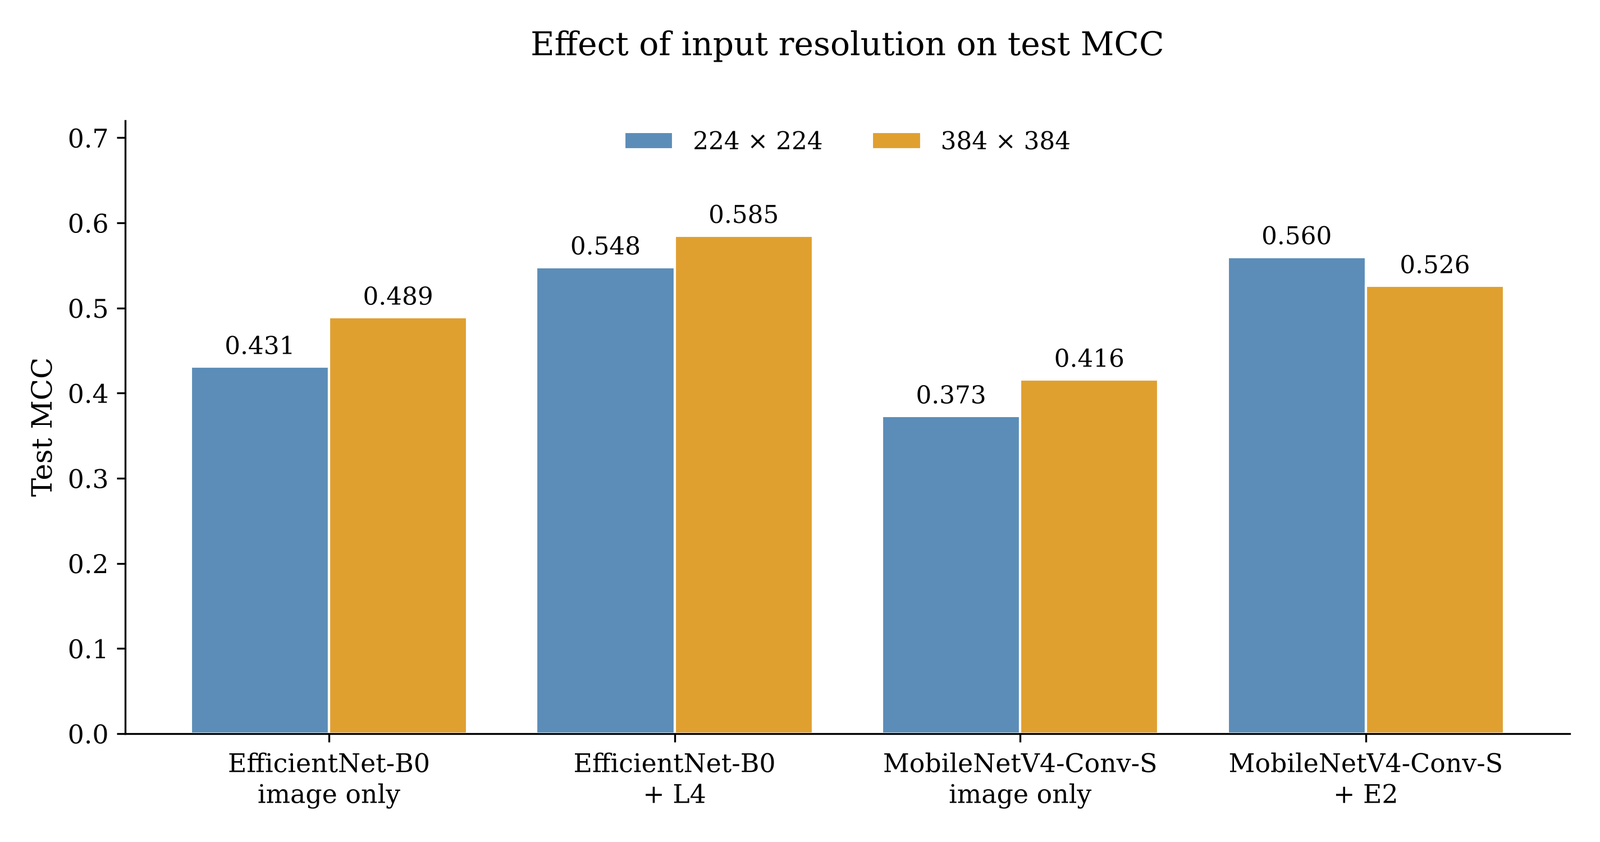 Effect of input resolution on test MCC
224 × 224
384 × 384
Test MCC
0.7
0.6
0.5
0.4
0.3
0.2
0.1
0.0
0.431
0.489
0.548
0.585
0.373
0.416
0.560
0.526
EfficientNet-B0
image only
EfficientNet-B0
+ L4
MobileNetV4-Conv-S
image only
MobileNetV4-Conv-S
+ E2